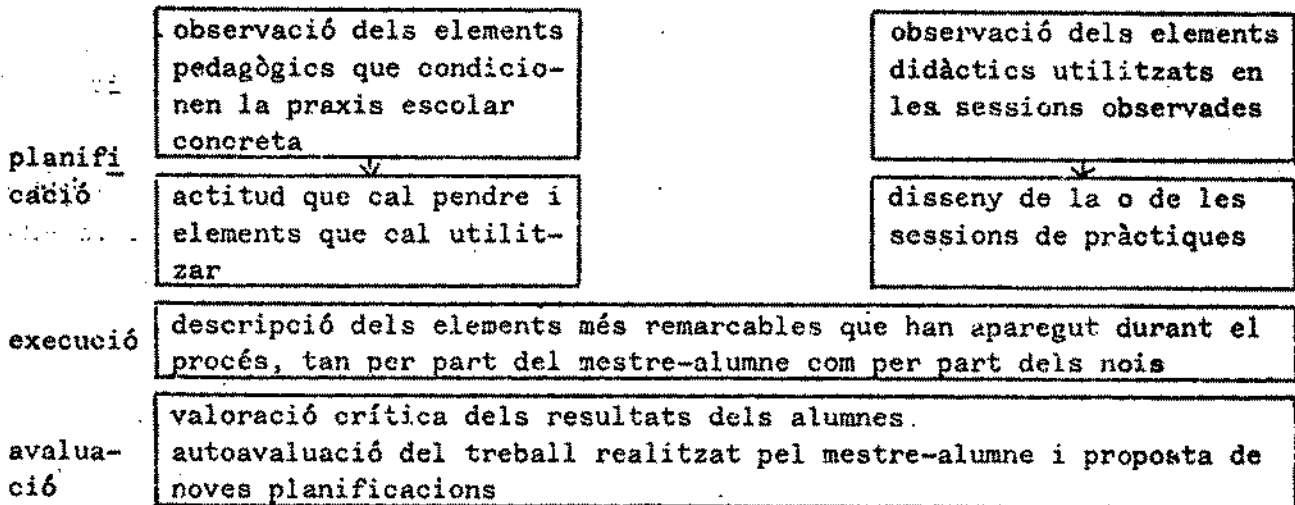 observació dels elements
pedagògics que condicio-
nen la praxis escolar
concreta
observació dels elements
didàctics utilitzats en
les sessions observades
planifi
cació
actitud que cal pendre i
elements que cal utilit-
zar
disseny de la o de les
sessions de pràctiques
execució
descripció dels elements més remarcables que han aparegut durant el
procés, tan per part del mestre-alumne com per part dels nois
avalua-
ció
valoració crítica dels resultats dels alumnes.
autoavaluació del treball realitzat pel mestre-alumne i proposta de
noves planificacions